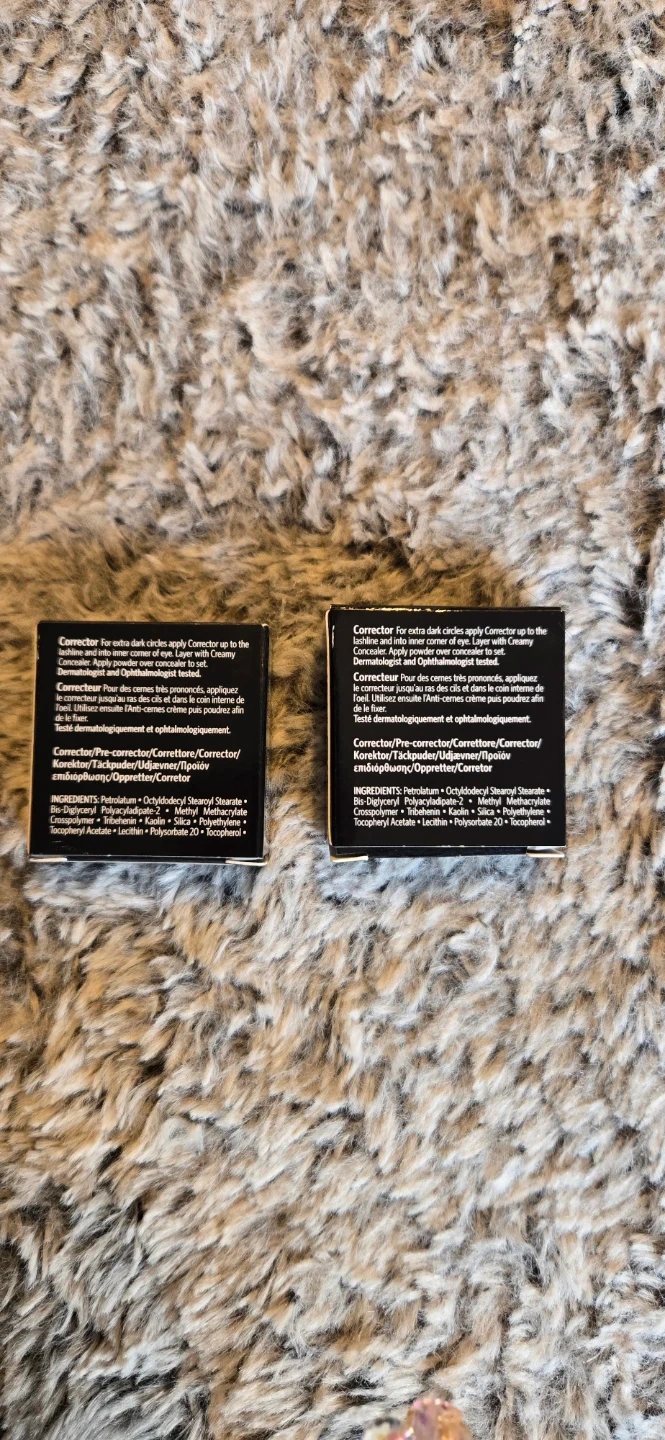 Corrector For extra dark circles apply Corrector up to the
lashline and into inner corner of eye. Layer with Creamy
Concealer. Apply powder over concealer to set.
Dermatologist and Ophthalmologist tested.
Correcteur Pour des cernes très prononcés, appliquez
le correcteur jusqu'au ras des cils et dans le coin interne de
l'oeil. Utilisez ensuite l'Anti-cernes crème puis poudrez afin
de le fixer.
Testé dermatologiquement et ophtalmologiquement.
Corrector/Pre-corrector/Correttore/Corrector/
Korektor/Täckpuder/Udjævner/Προϊόν
επιδιόρθωσης/Oppretter/Corretor
INGREDIENTS: Petrolatum • Octyldodecyl Stearoyl Stearate •
Bis-Diglyceryl Polyacyladipate-2 • Methyl Methacrylate
Crosspolymer • Tribehenin • Kaolin • Silica • Polyethylene •
Tocopheryl Acetate • Lecithin • Polysorbate 20 • Tocopherol •
Corrector For extra dark circles apply Corrector up to the
lashline and into inner corner of eye. Layer with Creamy
Concealer. Apply powder over concealer to set.
Dermatologist and Ophthalmologist tested.
Correcteur Pour des cernes très prononcés, appliquez
le correcteur jusqu'au ras des cils et dans le coin interne de
l'oeil. Utilisez ensuite l'Anti-cernes crème puis poudrez afin
de le fixer.
Testé dermatologiquement et ophtalmologiquement.
Corrector/Pre-corrector/Correttore/Corrector/
Korektor/Täckpuder/Udjævner/Προϊόν
επιδιόρθωσης/Oppretter/Corretor
INGREDIENTS: Petrolatum • Octyldodecyl Stearoyl Stearate •
Bis-Diglyceryl Polyacyladipate-2 • Methyl Methacrylate
Crosspolymer • Tribehenin • Kaolin • Silica • Polyethylene •
Tocopheryl Acetate • Lecithin • Polysorbate 20 • Tocopherol •